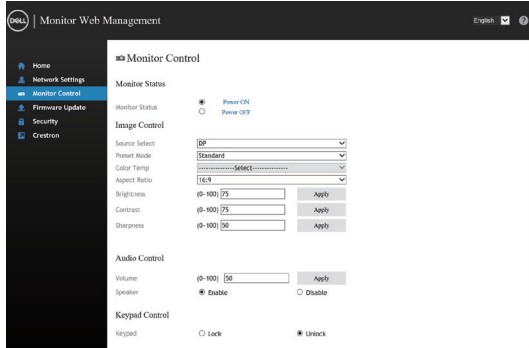 DELL
Monitor Web Management
English
?
Home
Network Settings
Monitor Control
Firmware Update
Security
Crestron
Monitor Control
Monitor Status
Monitor Status
Power ON
Power OFF
Image Control
Source Select DP
Preset Mode Standard
Color Temp ---------------Select---------------
Aspect Ratio 16:9
Brightness (0-100) 75 Apply
Contrast (0-100) 75 Apply
Sharpness (0-100) 50 Apply
Audio Control
Volume (0-100) 50 Apply
Speaker Enable Disable
Keypad Control
Keypad Lock Unlock